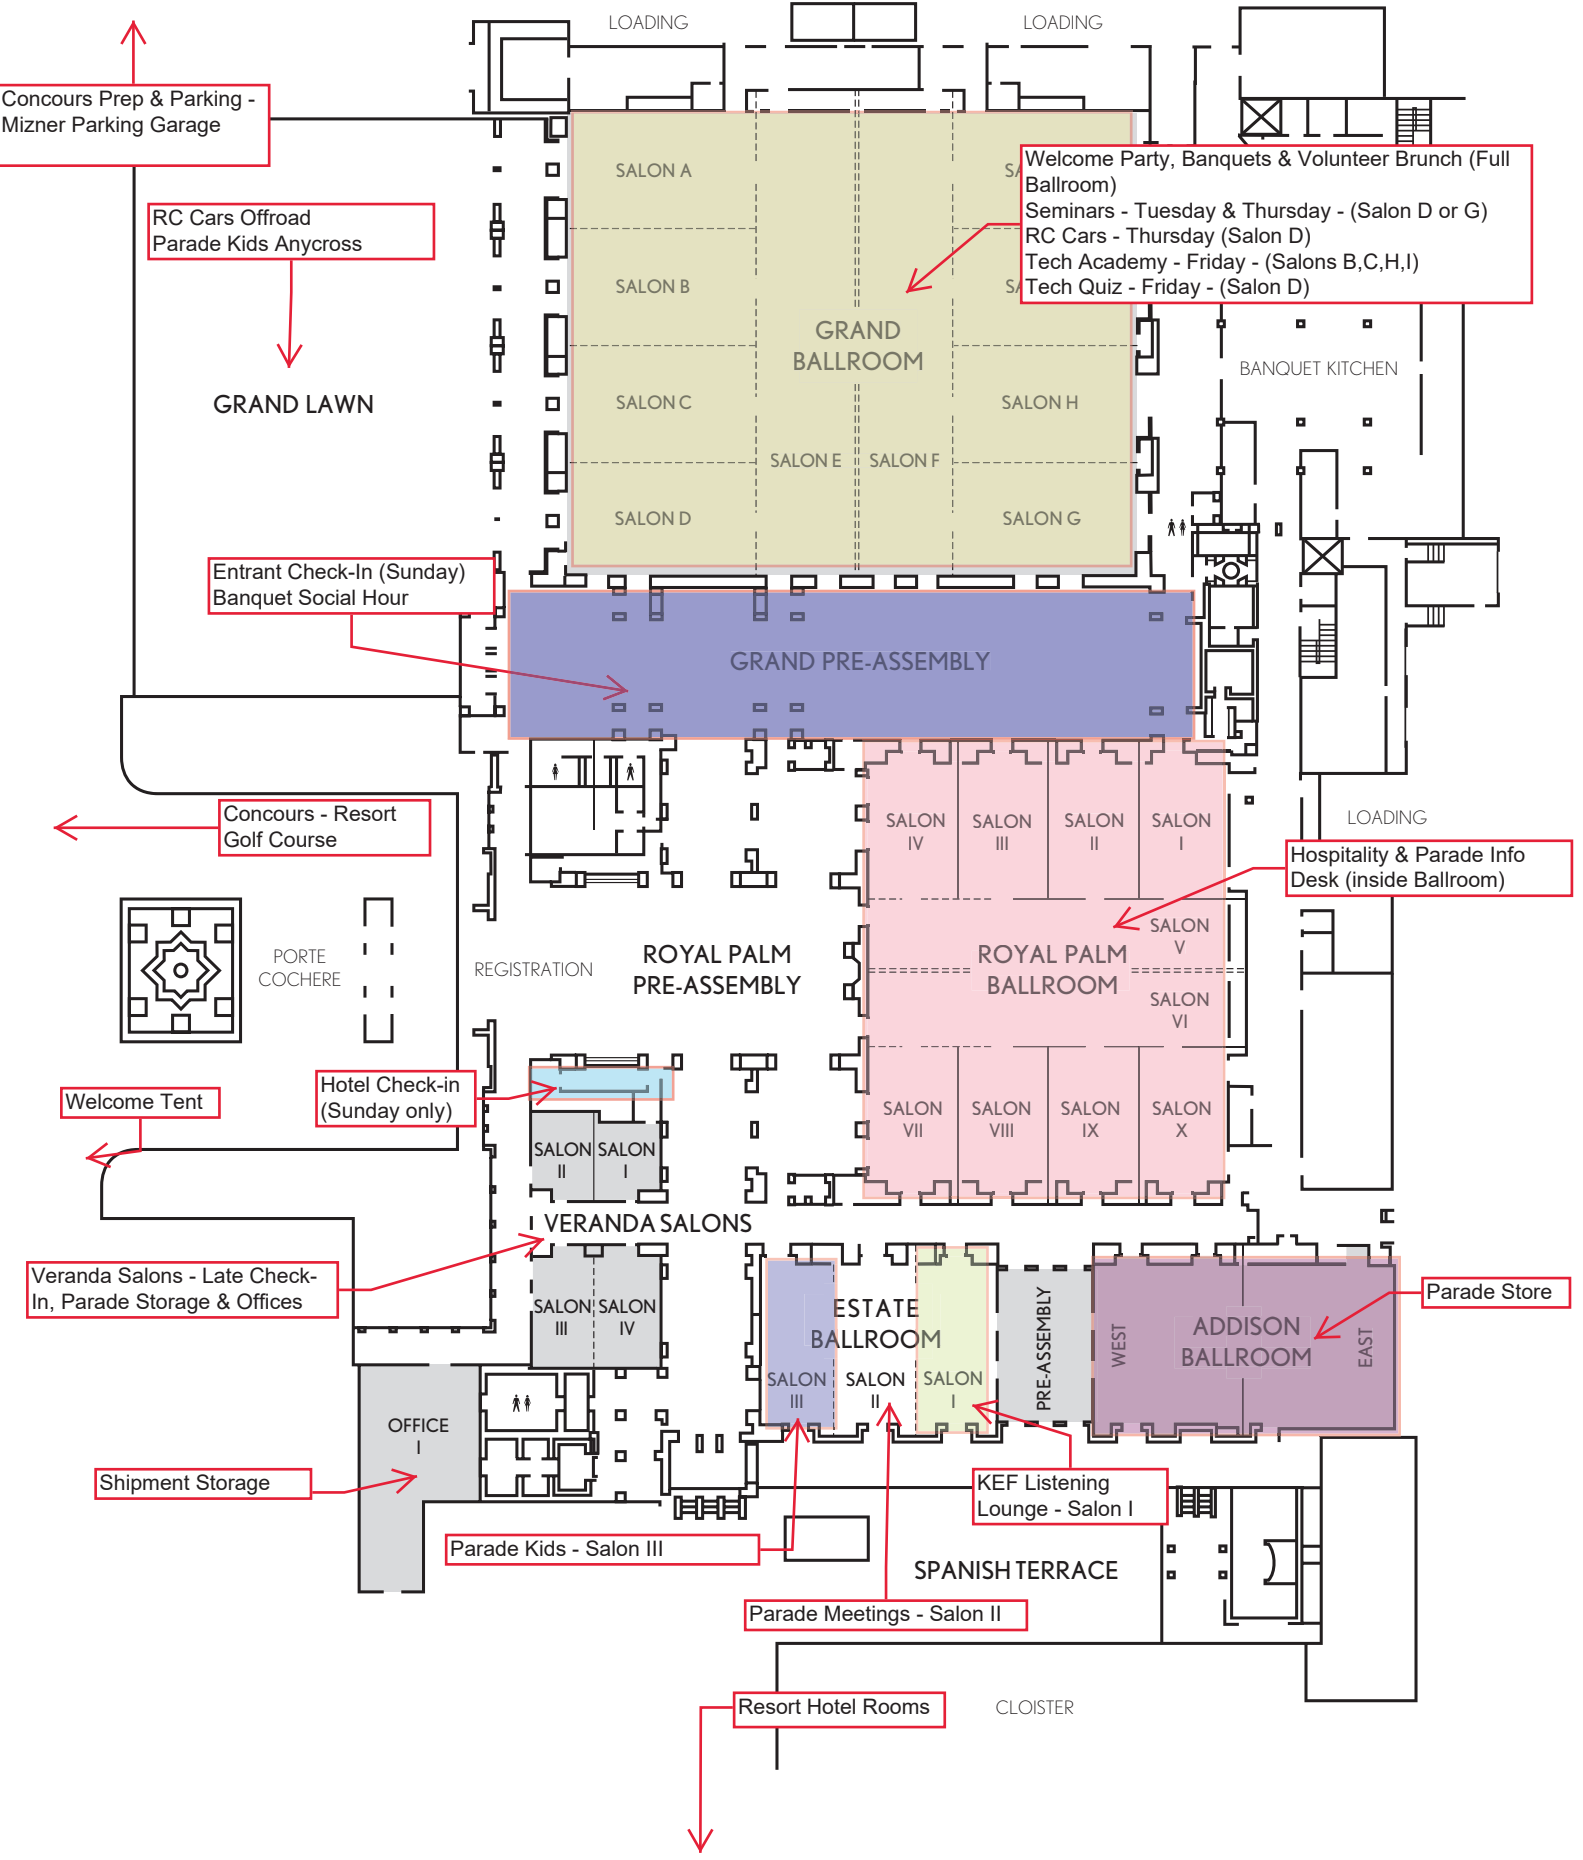 LOADING
LOADING
Concours Prep & Parking -
Mizner Parking Garage
SALON A
SA
Welcome Party, Banquets & Volunteer Brunch (Full
Ballroom)
Seminars - Tuesday & Thursday - (Salon D or G)
RC Cars - Thursday (Salon D)
Tech Academy - Friday - (Salons B,C,H,I)
Tech Quiz - Friday - (Salon D)
RC Cars Offroad
Parade Kids Anycross
SALON B
SA
GRAND
BALLROOM
BANQUET KITCHEN
GRAND LAWN
SALON C
SALON H
SALON E
SALON F
SALON D
SALON G
Entrant Check-In (Sunday)
Banquet Social Hour
GRAND PRE-ASSEMBLY
Concours - Resort
Golf Course
SALON
IV
SALON
III
SALON
II
SALON
I
LOADING
Hospitality & Parade Info
Desk (inside Ballroom)
PORTE
COCHERE
REGISTRATION
ROYAL PALM
PRE-ASSEMBLY
ROYAL PALM
BALLROOM
SALON
V
SALON
VI
Hotel Check-in
(Sunday only)
Welcome Tent
SALON
VII
SALON
VIII
SALON
IX
SALON
X
SALON
II
SALON
I
VERANDA SALONS
Veranda Salons - Late Check-
In, Parade Storage & Offices
SALON
III
SALON
IV
ESTATE
BALLROOM
SALON
III
SALON
II
SALON
I
PRE-ASSEMBLY
WEST
ADDISON
BALLROOM
EAST
Parade Store
OFFICE
I
Shipment Storage
KEF Listening
Lounge - Salon I
Parade Kids - Salon III
SPANISH TERRACE
Parade Meetings - Salon II
Resort Hotel Rooms
CLOISTER